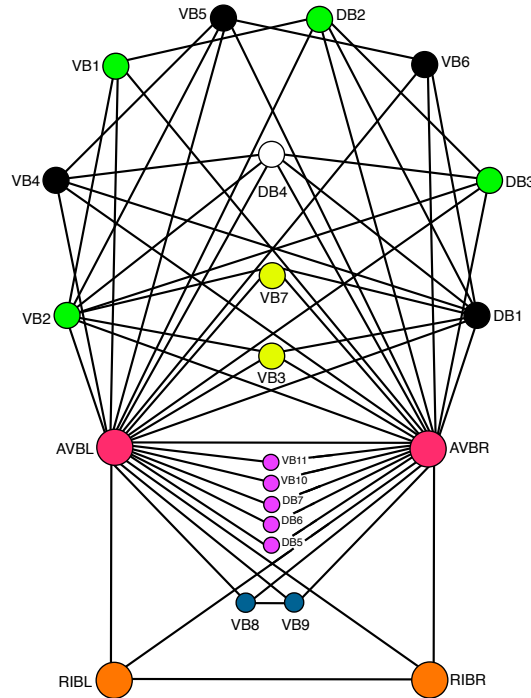 VB5
DB2
VB1
VB6
DB4
VB4
DB3
VB7
VB2
DB1
VB3
AVBL
AVBR
VB11
VB10
DB7
DB6
DB5
VB8
VB9
RIBL
RIBR